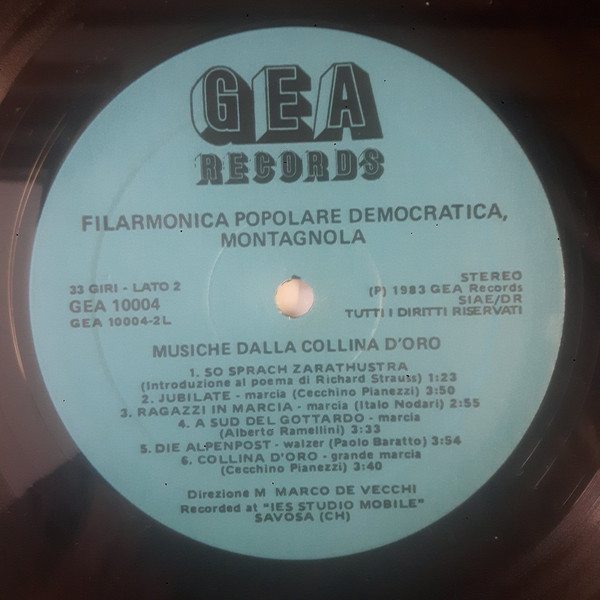 GEA
RECORDS
FILARMONICA POPOLARE DEMOCRATICA,
MONTAGNOLA
33 GIRI - LATO 2
GEA 10004
GEA 10004-2L
STEREO
(P) 1983 GEA Records
SIAE/DR
TUTTI I DIRITTI RISERVATI
MUSICHE DALLA COLLINA D'ORO
1. SO SPRACH ZARATHUSTRA
(Introduzione al poema di Richard Strauss) 1:23
2. JUBILATE - marcia (Cecchino Pianezzi) 3:50
3. RAGAZZI IN MARCIA - marcia (Italo Nodari) 2:55
4. A SUD DEL GOTTARDO - marcia
(Alberto Ramellini) 3:33
5. DIE ALPENPOST - walzer (Paolo Baratto) 3:54
6. COLLINA D'ORO - grande marcia
(Cecchino Pianezzi) 3:40
Direzione M MARCO DE VECCHI
Recorded at "IES STUDIO MOBILE"
SAVOSA (CH)